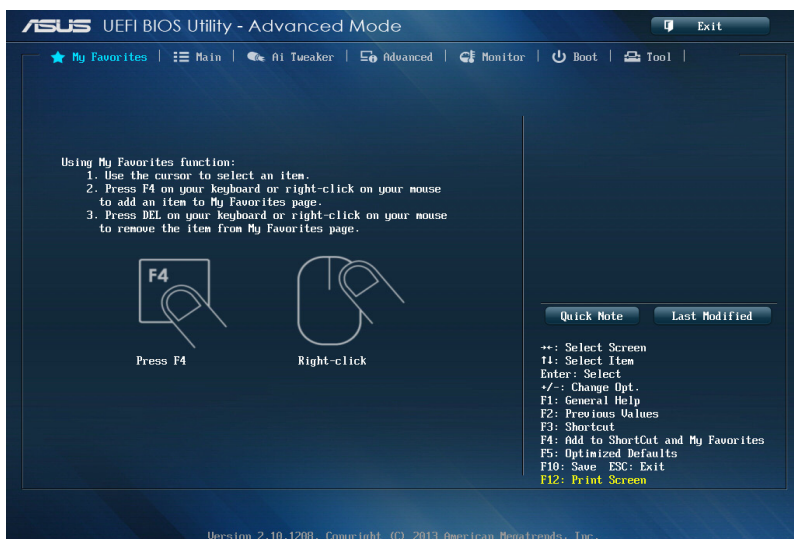 ASUS UEFI BIOS Utility - Advanced Mode
Exit
My Favorites | Main | Ai Tweaker | Advanced | Monitor | Boot | Tool |
Using My Favorites function:
1. Use the cursor to select an item.
2. Press F4 on your keyboard or right-click on your mouse
to add an item to My Favorites page.
3. Press DEL on your keyboard or right-click on your mouse
to remove the item from My Favorites page.
F4
Press F4
Right-click
Quick Note
Last Modified
→←: Select Screen
↑↓: Select Item
Enter: Select
+/-: Change Opt.
F1: General Help
F2: Previous Values
F3: Shortcut
F4: Add to ShortCut and My Favorites
F5: Optimized Defaults
F10: Save ESC: Exit
F12: Print Screen
Version 2.10.1208. Copyright (C) 2013 American Megatrends, Inc.